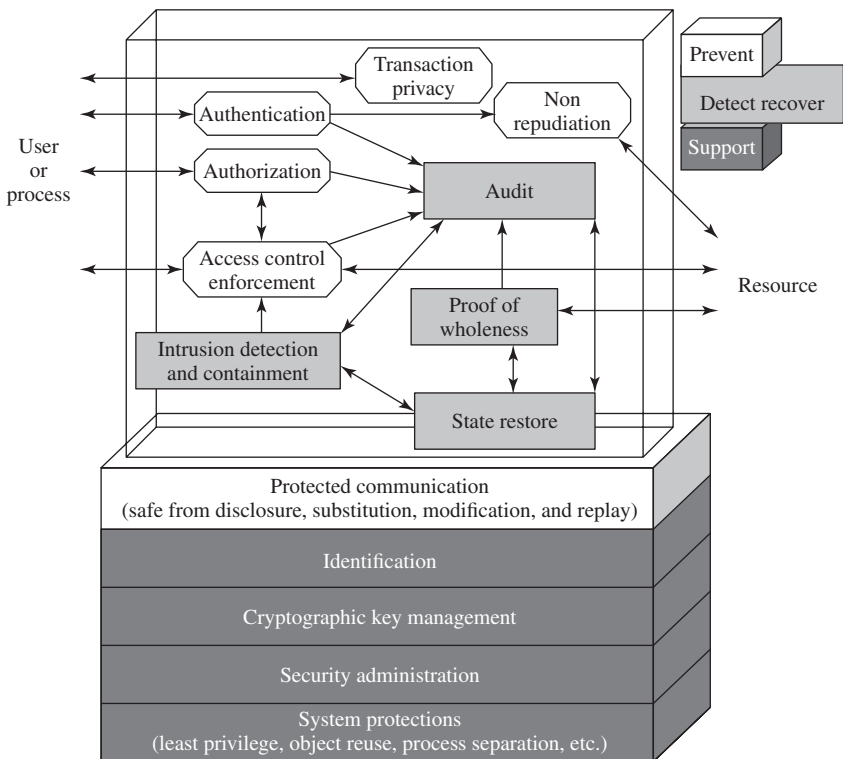 Transaction
privacy
Prevent
Detect recover
Support
Authentication
Non
repudiation
User
or
process
Authorization
Audit
Access control
enforcement
Resource
Proof of
wholeness
Intrusion detection
and containment
State restore
Protected communication
(safe from disclosure, substitution, modification, and replay)
Identification
Cryptographic key management
Security administration
System protections
(least privilege, object reuse, process separation, etc.)